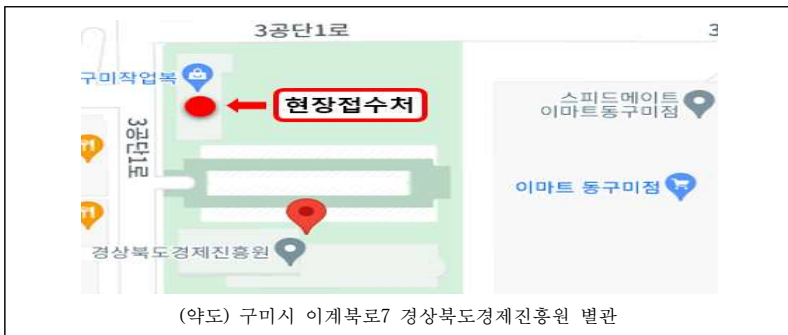 3공단1로
3
구미작업복
현장접수처
3공단1로
스피드메이트
이마트동구미점
이마트 동구미점
경상북도경제진흥원
(약도) 구미시 이계북로7 경상북도경제진흥원 별관